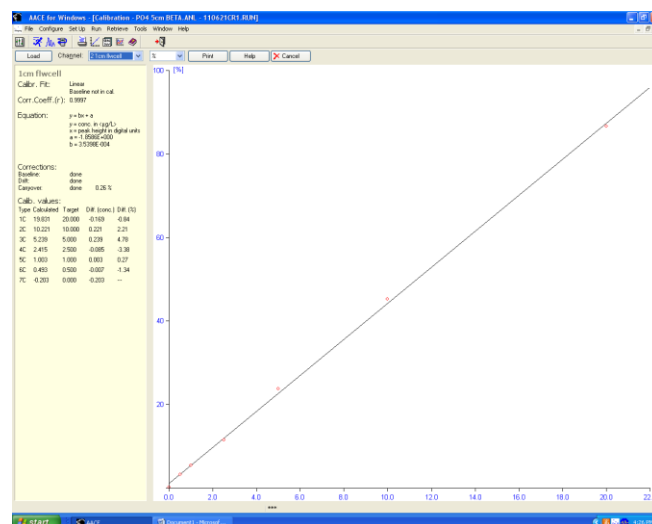 AACE for Windows - [Calibration - PO4 5cm BETA.ANL - 110621CR1.RUN]
File Configure Set Up Run Retrieve Tools Window Help
Load Channel: 2:1cm flwcell % Print Help Cancel
1cm flwcell
Calibr. Fit: Linear
Baseline not in cal.
Corr.Coeff.(r): 0.9997
Equation: y = bx + a
y = conc. in (µg/L)
x = peak height in digital units
a = -1.8586E+000
b = 3.5398E-004
Corrections:
Baseline: done
Drift: done
Carryover: done 0.26 %
Calib. values:
Type Calculated Target Diff. (conc.) Diff. (%)
1C 19.831 20.000 -0.169 -0.84
2C 10.221 10.000 0.221 2.21
3C 5.239 5.000 0.239 4.78
4C 2.415 2.500 -0.085 -3.38
5C 1.003 1.000 0.003 0.27
6C 0.493 0.500 -0.007 -1.34
7C -0.203 0.000 -0.203 ---
100 [%]
80
60
40
20
0.0 2.0 4.0 6.0 8.0 10.0 12.0 14.0 16.0 18.0 20.0 22
***
start AACE Document1 - Microsof...